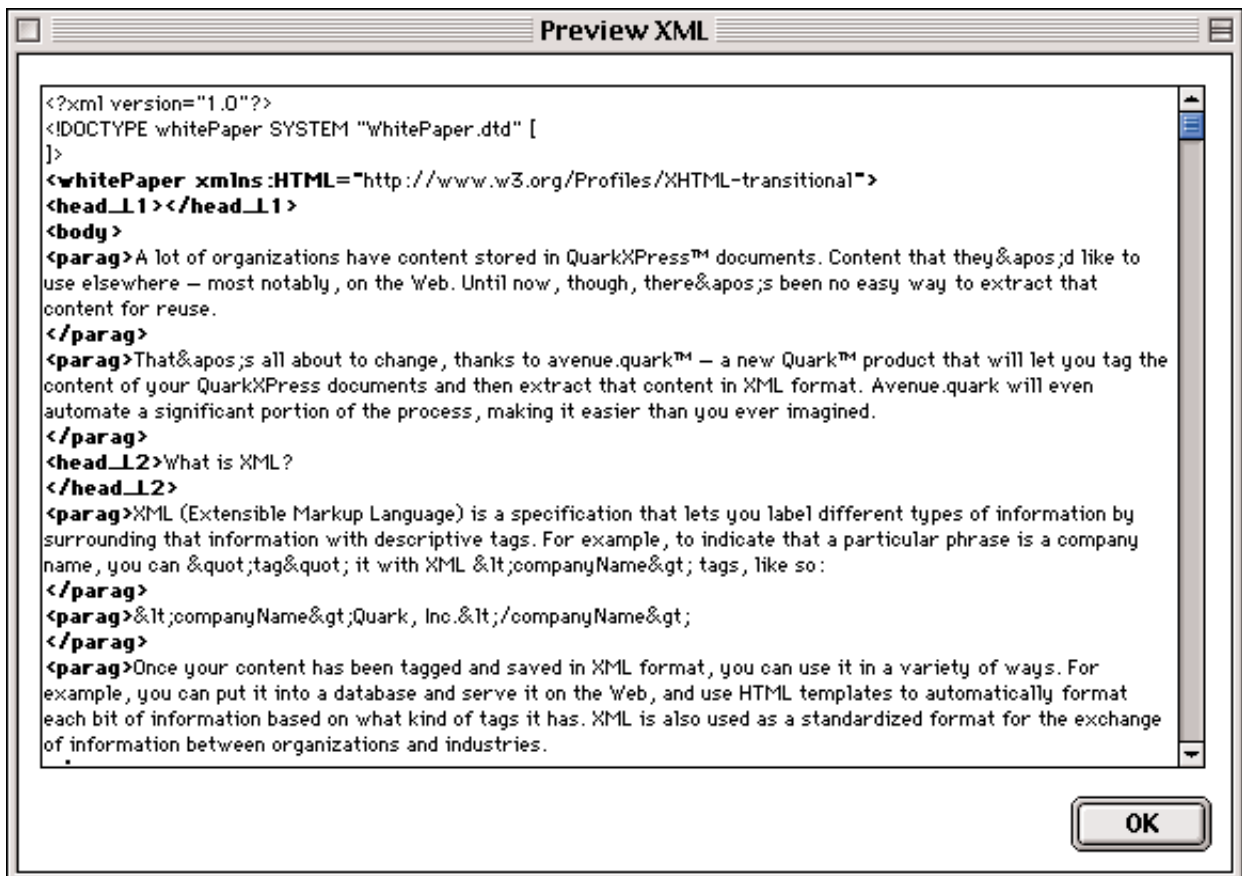 Preview XML
<?xml version="1.0"?>
<!DOCTYPE whitePaper SYSTEM "WhitePaper.dtd" [
]>
<whitePaper xmlns:HTML="http://www.w3.org/Profiles/XHTML-transitional">
<head_L1></head_L1>
<body>
<parag>A lot of organizations have content stored in QuarkXPress™ documents. Content that they&apos;d like to
use elsewhere – most notably, on the Web. Until now, though, there&apos;s been no easy way to extract that
content for reuse.
</parag>
<parag>That&apos;s all about to change, thanks to avenue.quark™ – a new Quark™ product that will let you tag the
content of your QuarkXPress documents and then extract that content in XML format. Avenue.quark will even
automate a significant portion of the process, making it easier than you ever imagined.
</parag>
<head_L2>What is XML?
</head_L2>
<parag>XML (Extensible Markup Language) is a specification that lets you label different types of information by
surrounding that information with descriptive tags. For example, to indicate that a particular phrase is a company
name, you can &quot;tag&quot; it with XML &lt;companyName&gt; tags, like so:
</parag>
<parag>&lt;companyName&gt;Quark, Inc.&lt;/companyName&gt;
</parag>
<parag>Once your content has been tagged and saved in XML format, you can use it in a variety of ways. For
example, you can put it into a database and serve it on the Web, and use HTML templates to automatically format
each bit of information based on what kind of tags it has. XML is also used as a standardized format for the exchange
of information between organizations and industries.
OK